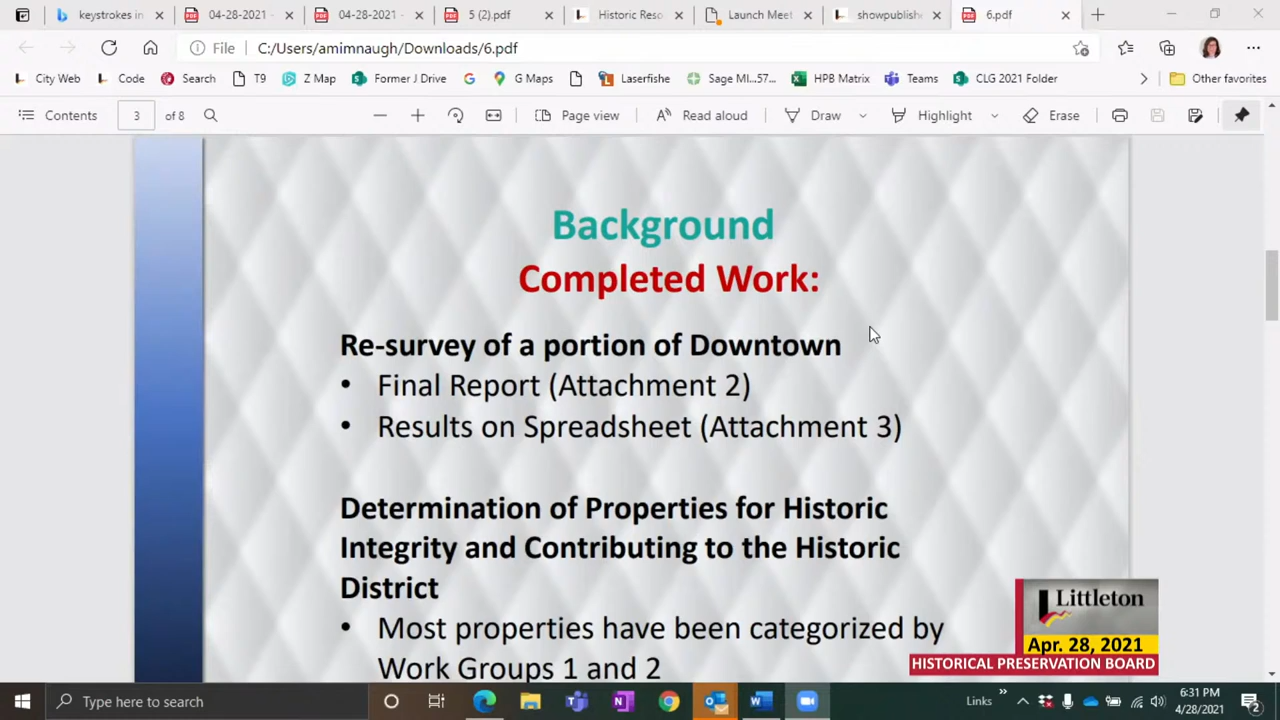 keystrokes in
04-28-2021 -
04-28-2021 -
5 (2).pdf
Historic Reso
Launch Meet
showpublishe
6.pdf
File
C:/Users/amimnaugh/Downloads/6.pdf
City Web
Code
Search
T9
Z Map
Former J Drive
G Maps
Laserfishe
Sage MI...57...
HPB Matrix
Teams
CLG 2021 Folder
Other favorites
Contents
3
of 8
Page view
Read aloud
Draw
Highlight
Erase
Background
Completed Work:
Re-survey of a portion of Downtown
• Final Report (Attachment 2)
• Results on Spreadsheet (Attachment 3)
Determination of Properties for Historic
Integrity and Contributing to the Historic
District
• Most properties have been categorized by
Work Groups 1 and 2
Littleton
Apr. 28, 2021
HISTORICAL PRESERVATION BOARD
Type here to search
Links
6:31 PM
4/28/2021
2